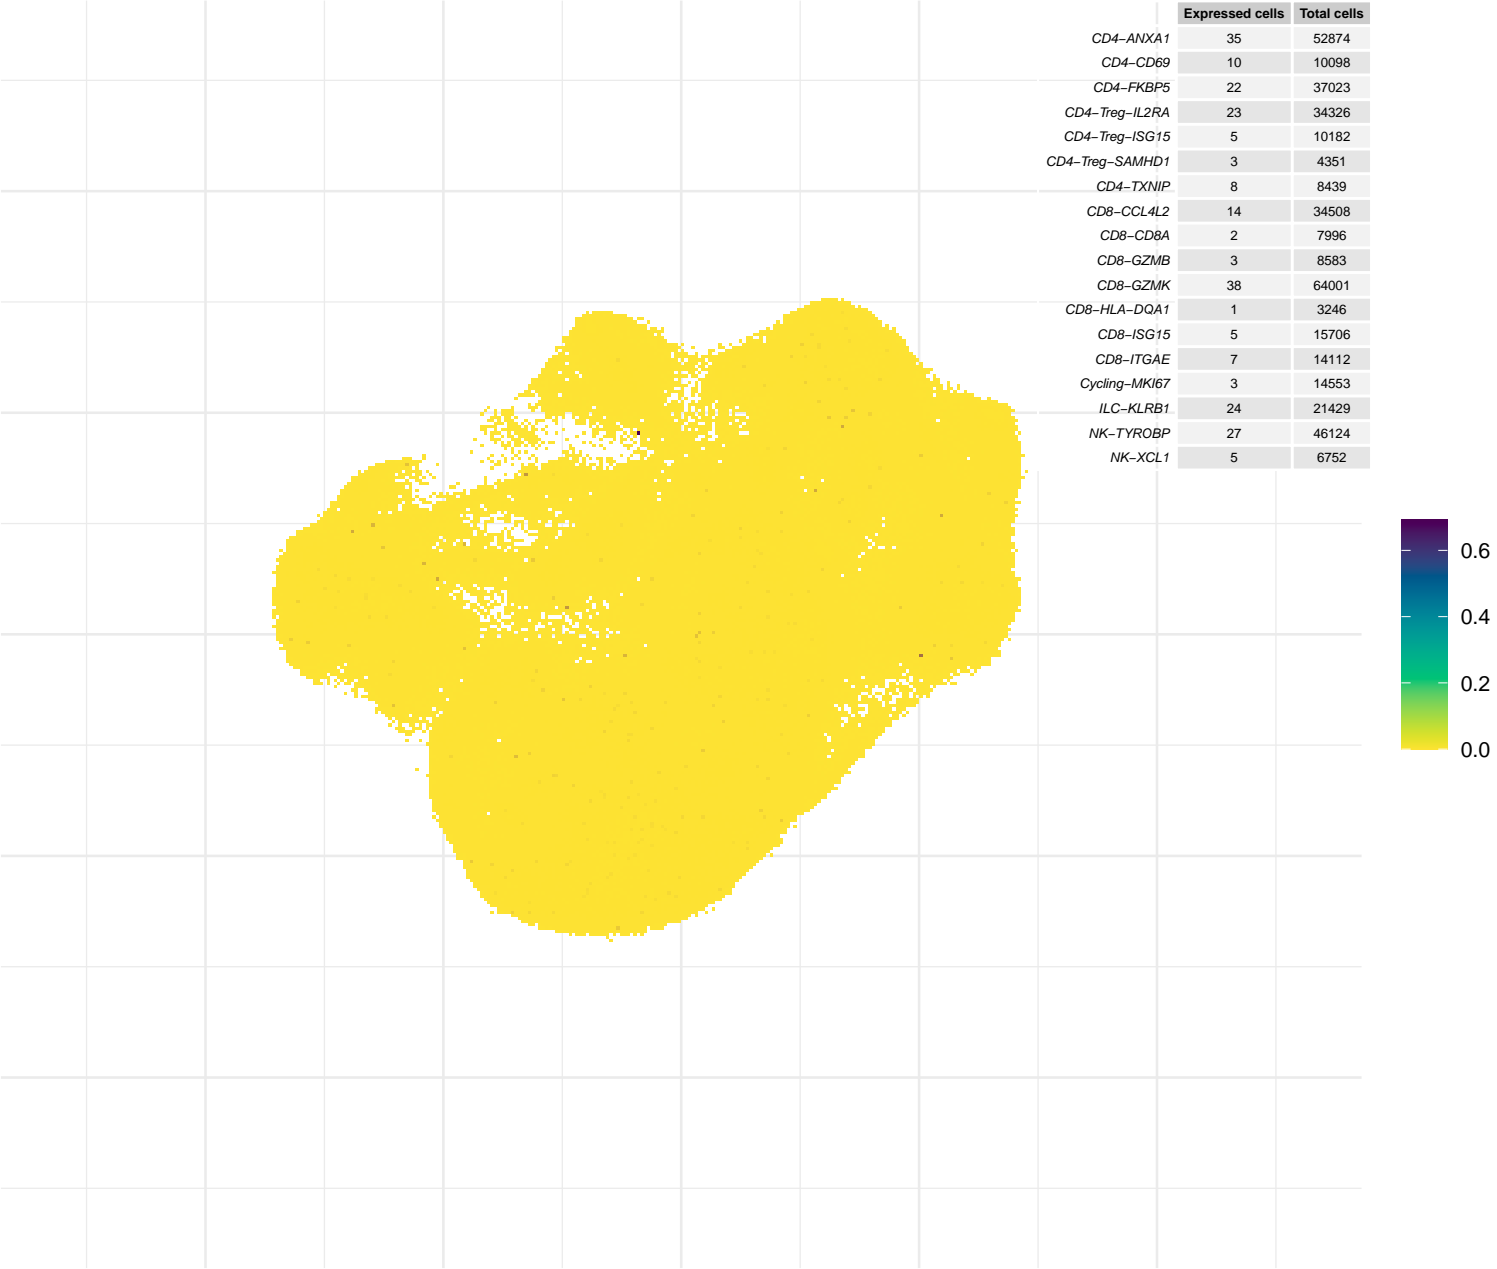 Expressed cells Total cells
CD4−ANXA1 35 52874
CD4−CD69 10 10098
CD4−FKBP5 22 37023
CD4−Treg−IL2RA 23 34326
CD4−Treg−ISG15 5 10182
CD4−Treg−SAMHD1 3 4351
CD4−TXNIP 8 8439
CD8−CCL4L2 14 34508
CD8−CD8A 2 7996
CD8−GZMB 3 8583
CD8−GZMK 38 64001
CD8−HLA−DQA1 1 3246
CD8−ISG15 5 15706
CD8−ITGAE 7 14112
Cycling−MKI67 3 14553
ILC−KLRB1 24 21429
NK−TYROBP 27 46124
NK−XCL1 5 6752
0.6
0.4
0.2
0.0